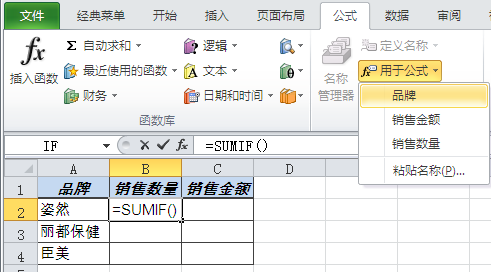 文件 经典菜单 开始 插入 页面布局 公式 数据 审阅
fx 插入函数 Σ 自动求和 逻辑 定义名称
最近使用的函数 文本 名称管理器 用于公式
财务 日期和时间 θ 品牌
函数库 销售金额
销售数量
IF fx =SUMIF()
粘贴名称(P)...
A B C D E
1 品牌 销售数量 销售金额
2 姿然 =SUMIF()
3 丽都保健
4 臣美